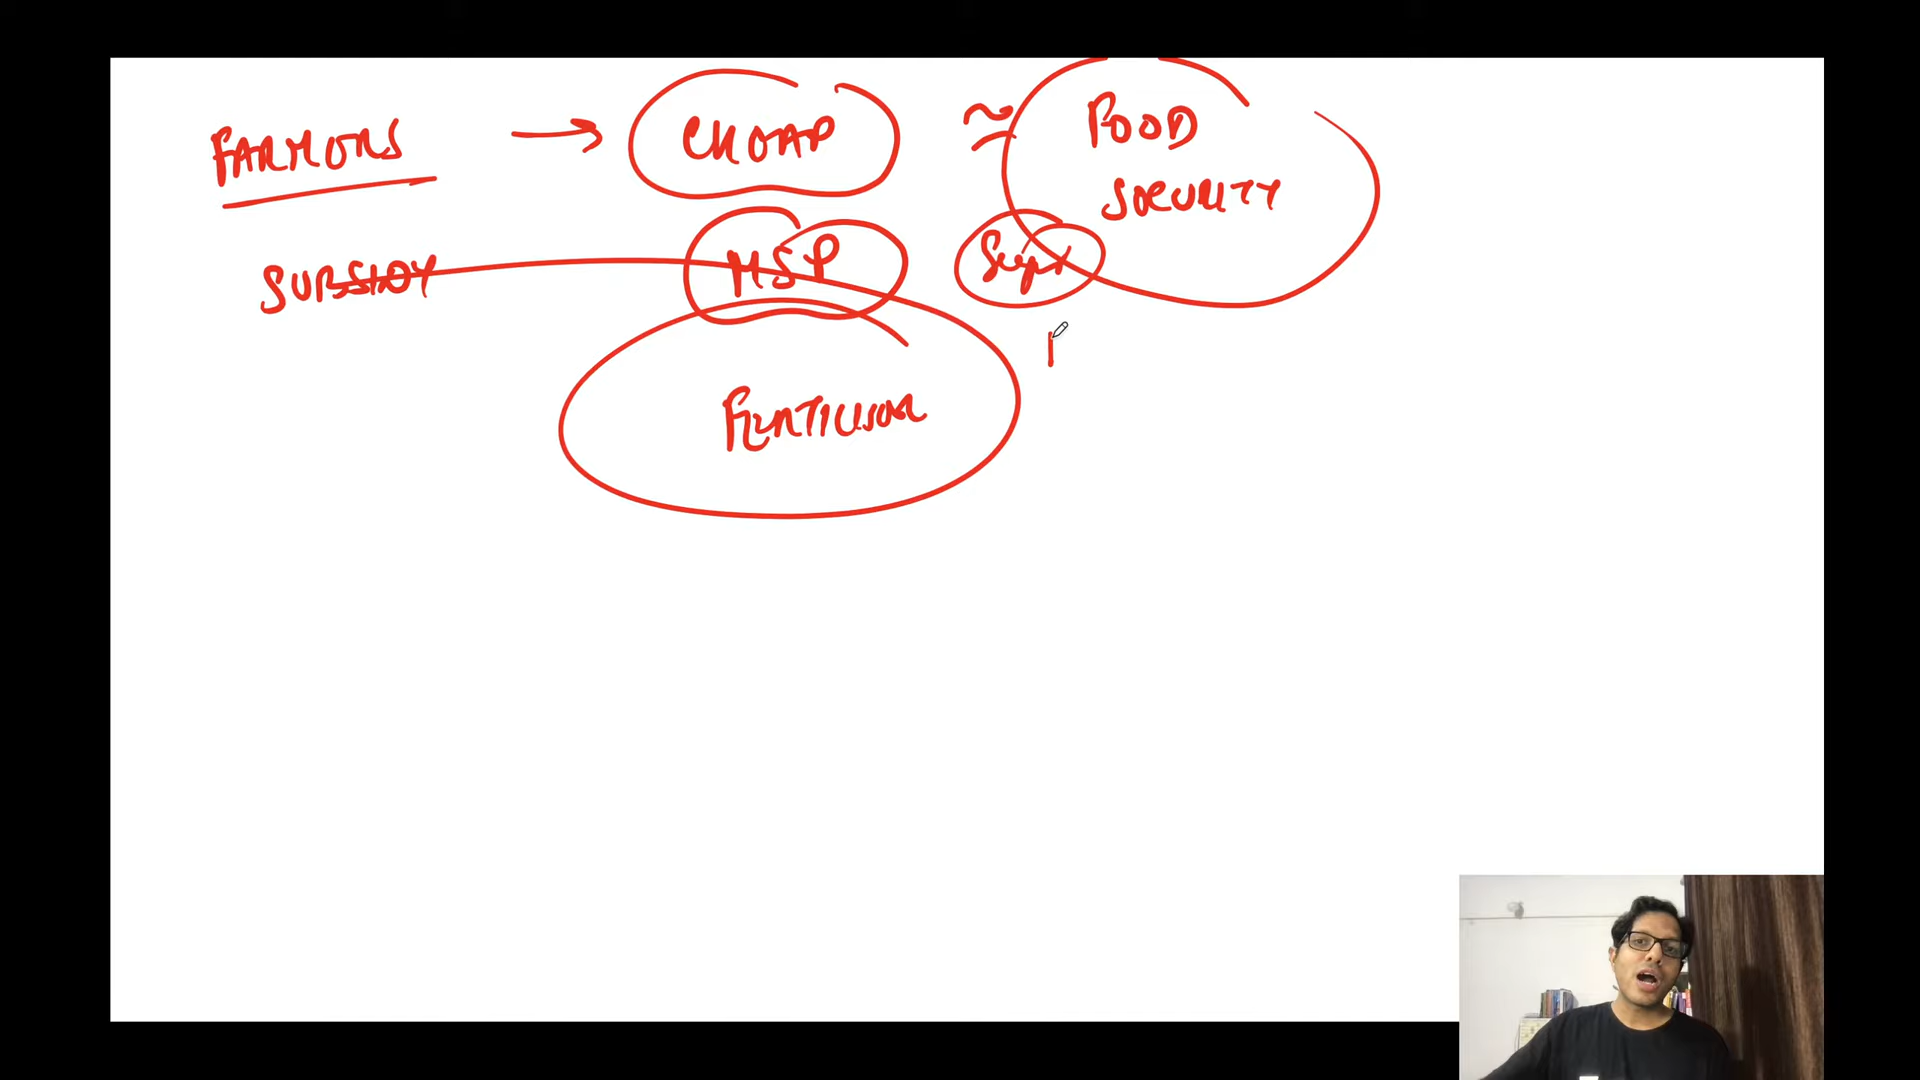 FARMERS → CHEAP ≃ FOOD
SECURITY
SUBSIDY MSP
FERTILISER